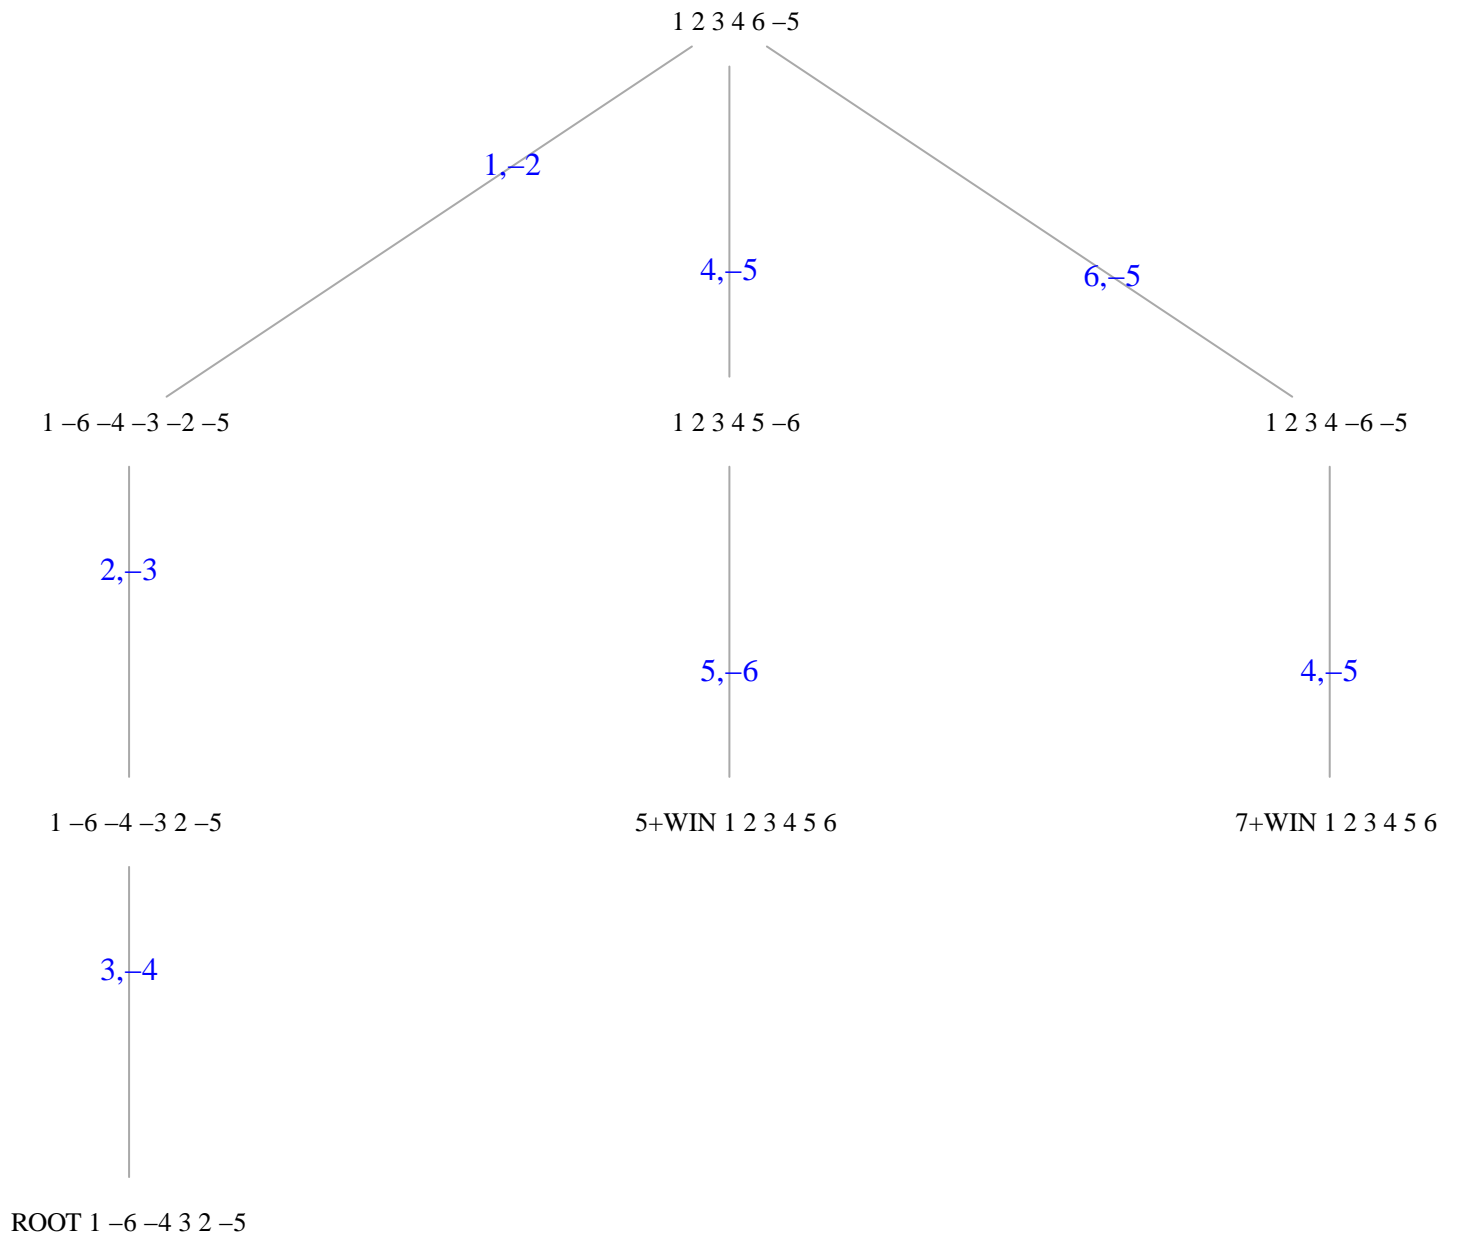 1 2 3 4 6 –5
1,–2
4,–5
6,–5
1 –6 –4 –3 –2 –5
1 2 3 4 5 –6
1 2 3 4 –6 –5
2,–3
5,–6
4,–5
1 –6 –4 –3 2 –5
5+WIN 1 2 3 4 5 6
7+WIN 1 2 3 4 5 6
3,–4
ROOT 1 –6 –4 3 2 –5